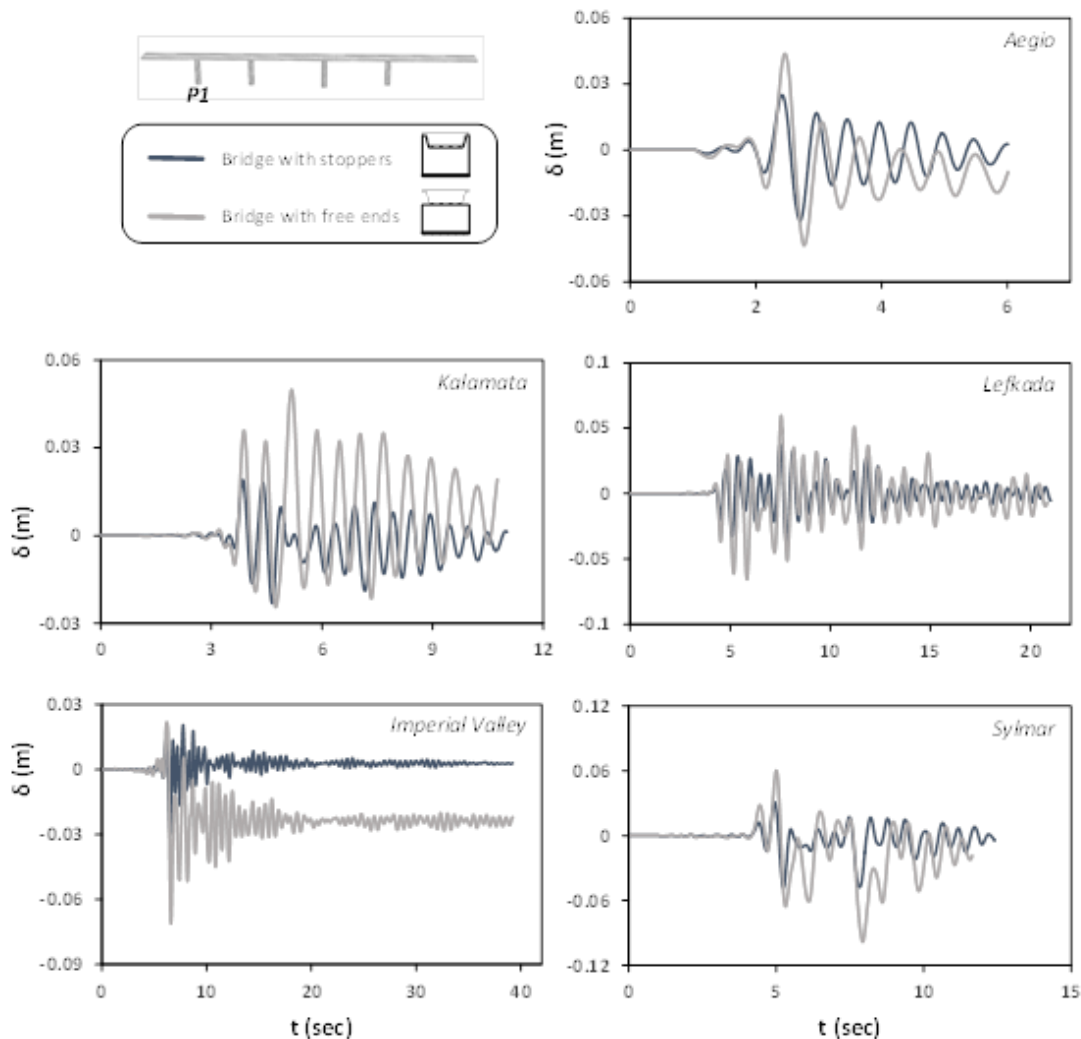 P1
Bridge with stoppers
Bridge with free ends
Aegio
δ (m)
0.06
0.03
0
-0.03
-0.06
0 2 4 6
Kalamata
δ (m)
0.06
0.03
0
-0.03
0 3 6 9 12
Lefkada
0.1
0.05
0
-0.05
-0.1
0 5 10 15 20
Imperial Valley
δ (m)
0.03
0
-0.03
-0.06
-0.09
0 10 20 30 40
t (sec)
Sylmar
0.12
0.06
0
-0.06
-0.12
0 5 10 15
t (sec)